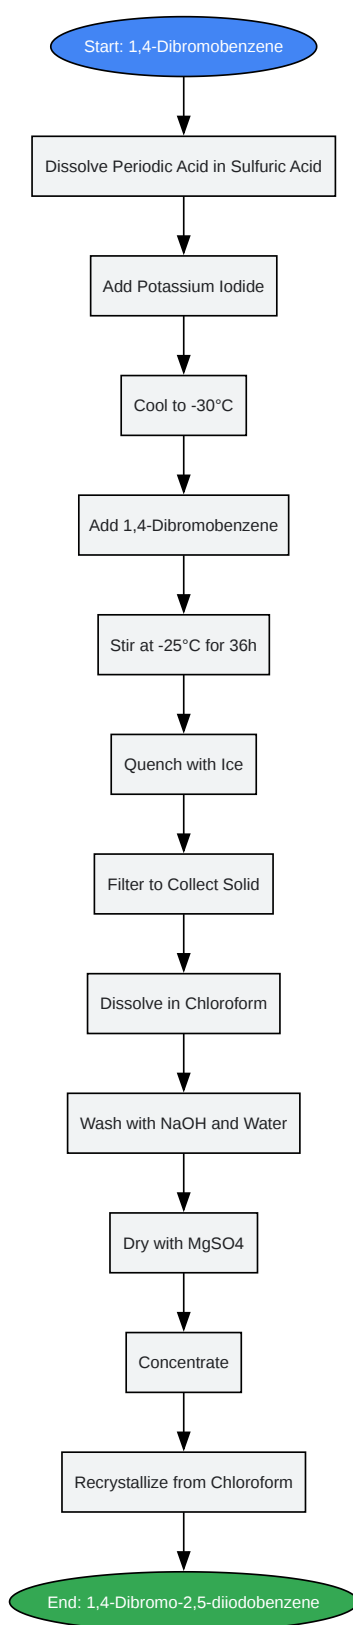 Start: 1,4-Dibromobenzene
Dissolve Periodic Acid in Sulfuric Acid
Add Potassium Iodide
Cool to -30°C
Add 1,4-Dibromobenzene
Stir at -25°C for 36h
Quench with Ice
Filter to Collect Solid
Dissolve in Chloroform
Wash with NaOH and Water
Dry with MgSO4
Concentrate
Recrystallize from Chloroform
End: 1,4-Dibromo-2,5-diiodobenzene